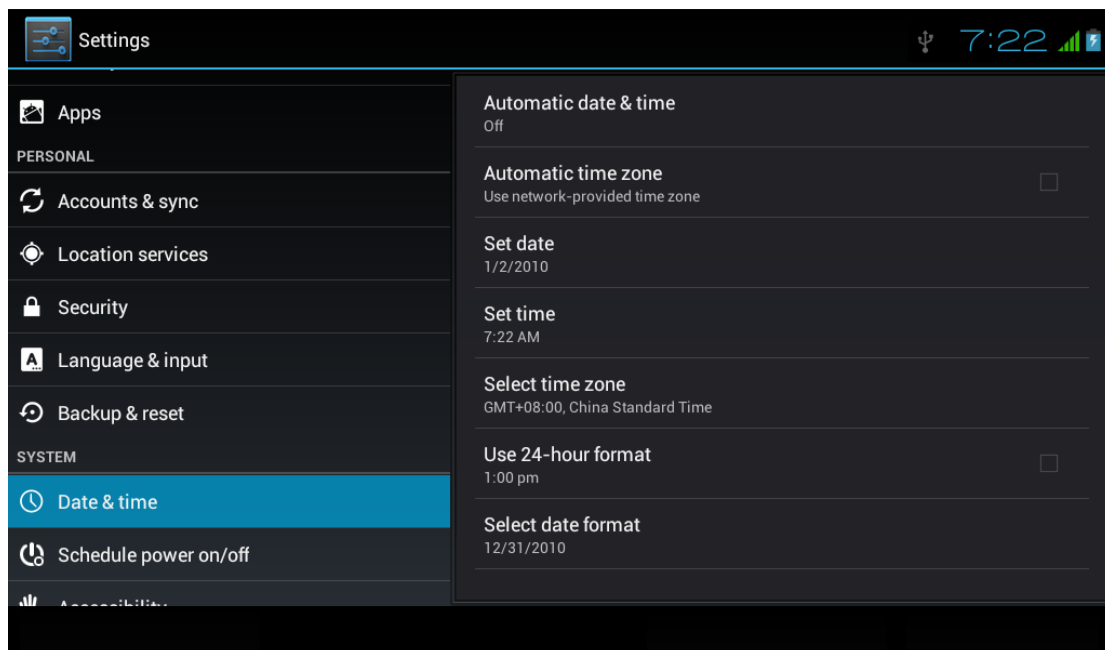 Settings
7:22
Apps
PERSONAL
Accounts & sync
Location services
Security
Language & input
Backup & reset
SYSTEM
Date & time
Schedule power on/off
Automatic date & time
Off
Automatic time zone
Use network-provided time zone
Set date
1/2/2010
Set time
7:22 AM
Select time zone
GMT+08:00, China Standard Time
Use 24-hour format
1:00 pm
Select date format
12/31/2010